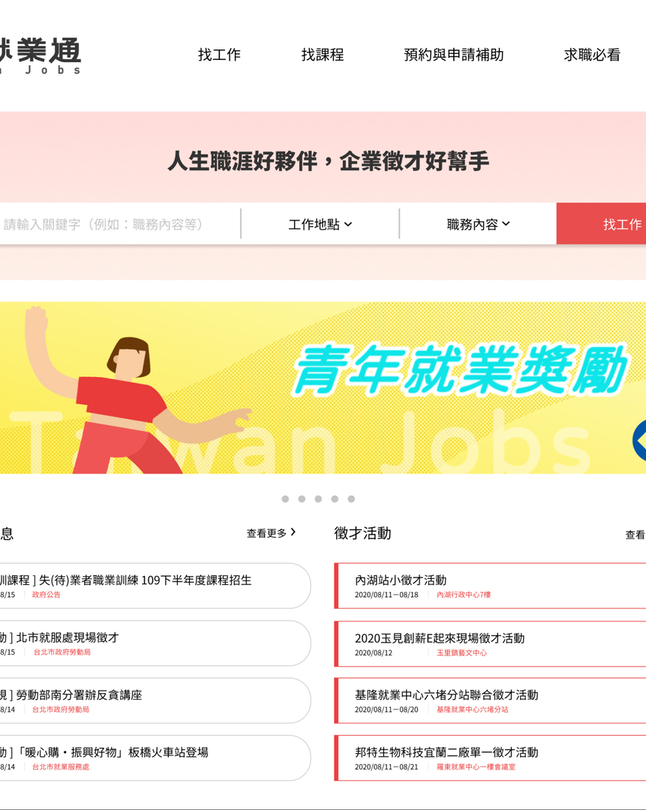 就業通
Jobs
找工作
找課程
預約與申請補助
求職必看
人生職涯好夥伴，企業徵才好幫手
請輸入關鍵字（例如：職務內容等）
工作地點
職務內容
找工作
青年就業獎勵
Taiwan Jobs
息
查看更多
徵才活動
查看
訓課程 ] 失(待)業者職業訓練 109下半年度課程招生
8/15
政府公告
內湖站小徵才活動
2020/08/11－08/18
內湖行政中心7樓
動 ] 北市就服處現場徵才
8/15
台北市政府勞動局
2020玉見創薪E起來現場徵才活動
2020/08/12
玉里鎮藝文中心
規 ] 勞動部南分署辦反貪講座
8/14
台北市政府勞動局
基隆就業中心六堵分站聯合徵才活動
2020/08/11－08/20
基隆就業中心六堵分站
動 ]「暖心購・振興好物」板橋火車站登場
8/14
台北市就業服務處
邦特生物科技宜蘭二廠單一徵才活動
2020/08/11－08/21
羅東就業中心一樓會議室